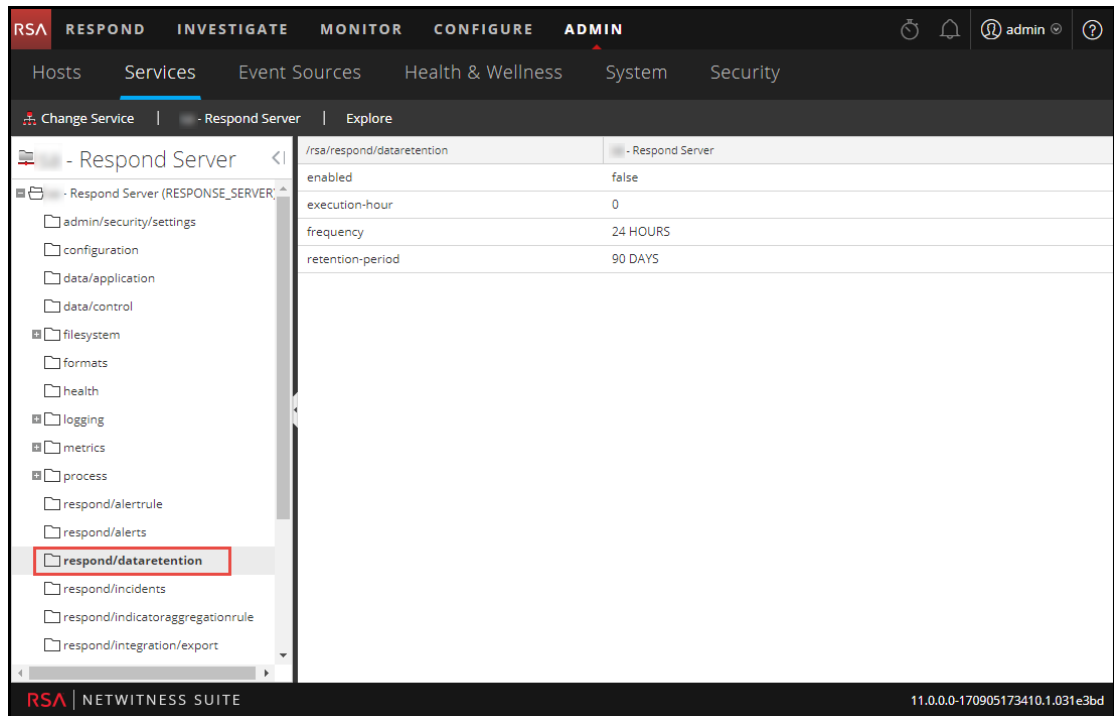 RSA RESPOND INVESTIGATE MONITOR CONFIGURE ADMIN admin ?
Hosts Services Event Sources Health & Wellness System Security
Change Service | - Respond Server | Explore
- Respond Server
- Respond Server (RESPONSE_SERVER)
admin/security/settings
configuration
data/application
data/control
filesystem
formats
health
logging
metrics
process
respond/alertrule
respond/alerts
respond/dataretention
respond/incidents
respond/indicatoraggregationrule
respond/integration/export
/rsa/respond/dataretention - Respond Server
enabled false
execution-hour 0
frequency 24 HOURS
retention-period 90 DAYS
RSA | NETWITNESS SUITE 11.0.0.0-170905173410.1.031e3bd